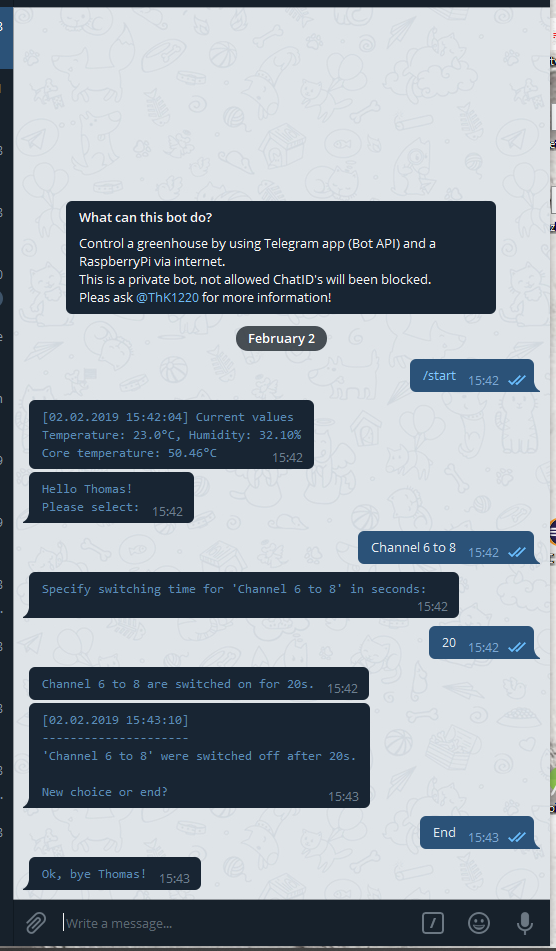 What can this bot do?
Control a greenhouse by using Telegram app (Bot API) and a
RaspberryPi via internet.
This is a private bot, not allowed ChatID's will been blocked.
Pleas ask @ThK1220 for more information!
February 2
/start 15:42
[02.02.2019 15:42:04] Current values
Temperature: 23.0°C, Humidity: 32.10%
Core temperature: 50.46°C 15:42
Hello Thomas!
Please select: 15:42
Channel 6 to 8 15:42
Specify switching time for 'Channel 6 to 8' in seconds:
15:42
20 15:42
Channel 6 to 8 are switched on for 20s. 15:42
[02.02.2019 15:43:10]
---------------------
'Channel 6 to 8' were switched off after 20s.
New choice or end? 15:43
End 15:43
Ok, bye Thomas! 15:43
Write a message...